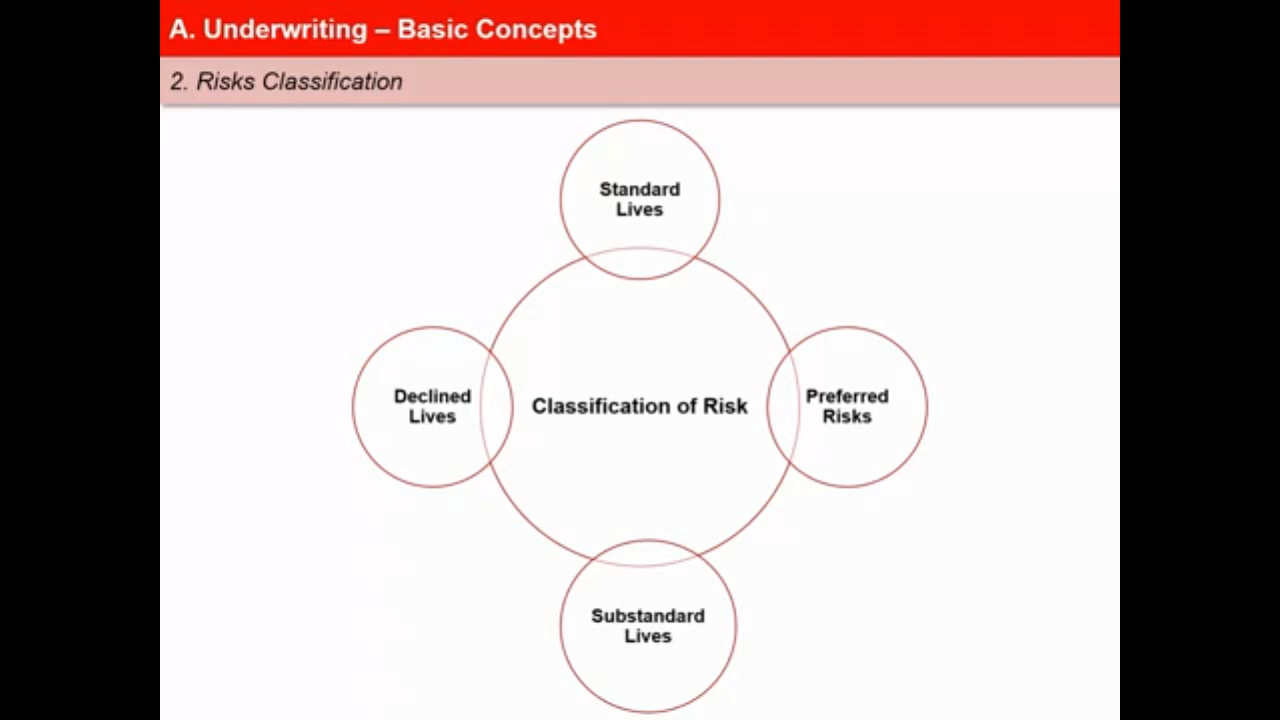 A. Underwriting – Basic Concepts
2. Risks Classification
Standard
Lives
Declined
Lives
Classification of Risk
Preferred
Risks
Substandard
Lives